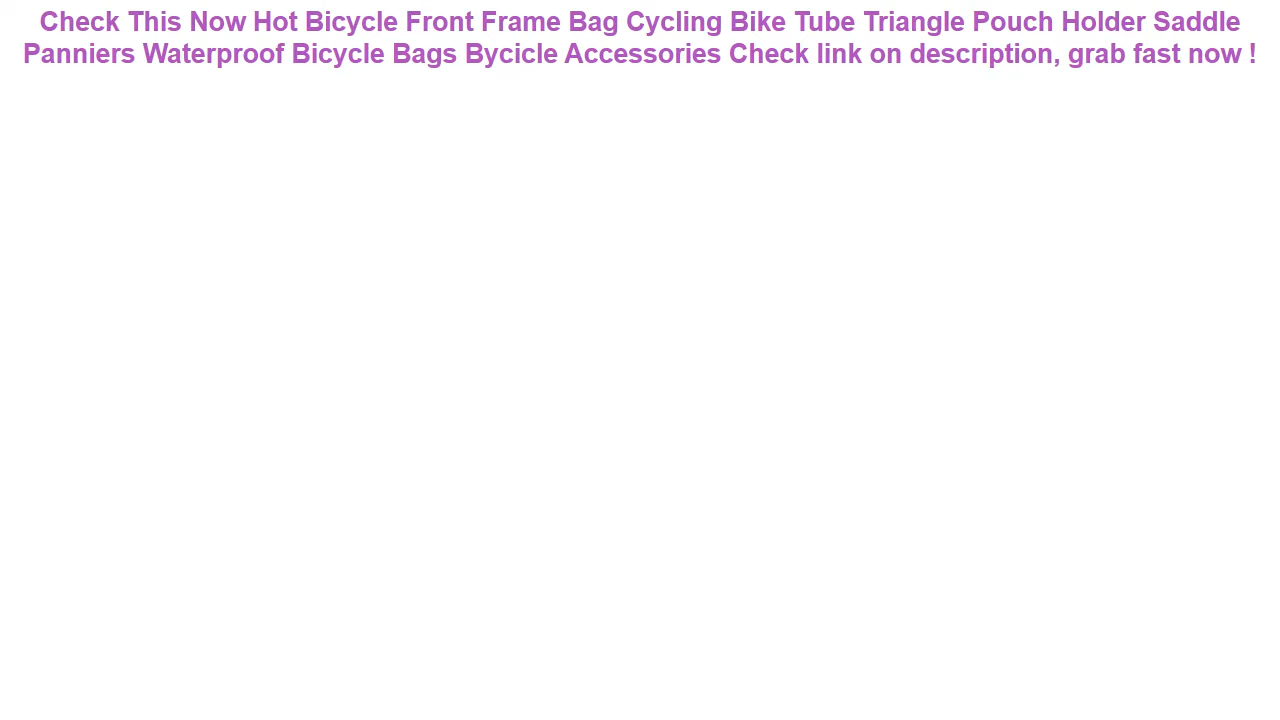 Check This Now Hot Bicycle Front Frame Bag Cycling Bike Tube Triangle Pouch Holder Saddle
Panniers Waterproof Bicycle Bags Bycicle Accessories Check link on description, grab fast now !